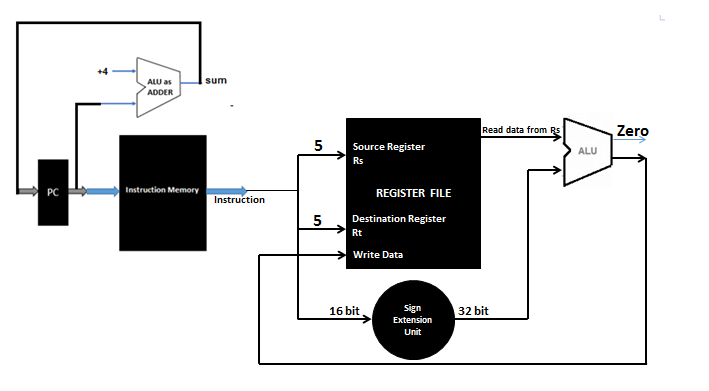 +4
ALU as
ADDER
sum
PC
Instruction Memory
Instruction
5
Source Register
Rs
REGISTER FILE
5
Destination Register
Rt
Write Data
Read data from Rs
ALU
Zero
16 bit
Sign
Extension
Unit
32 bit